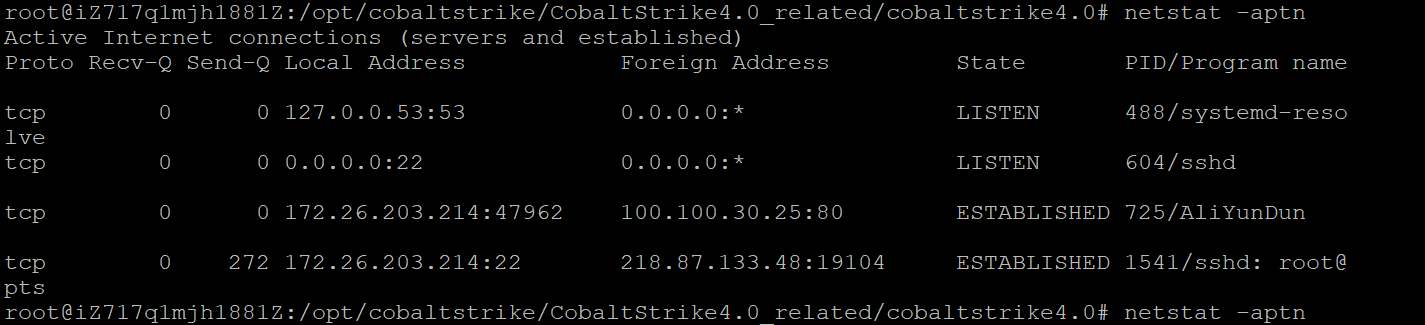 root@iZ717q1mjh1881Z:/opt/cobaltstrike/CobaltStrike4.0_related/cobaltstrike4.0# netstat -aptn
Active Internet connections (servers and established)
Proto Recv-Q Send-Q Local Address           Foreign Address         State       PID/Program name
tcp        0      0 127.0.0.53:53           0.0.0.0:*               LISTEN      488/systemd-reso
lve
tcp        0      0 0.0.0.0:22              0.0.0.0:*               LISTEN      604/sshd
tcp        0      0 172.26.203.214:47962    100.100.30.25:80        ESTABLISHED 725/AliYunDun
tcp        0    272 172.26.203.214:22       218.87.133.48:19104     ESTABLISHED 1541/sshd: root@
pts
root@iZ717q1mjh1881Z:/opt/cobaltstrike/CobaltStrike4.0_related/cobaltstrike4.0# netstat -aptn